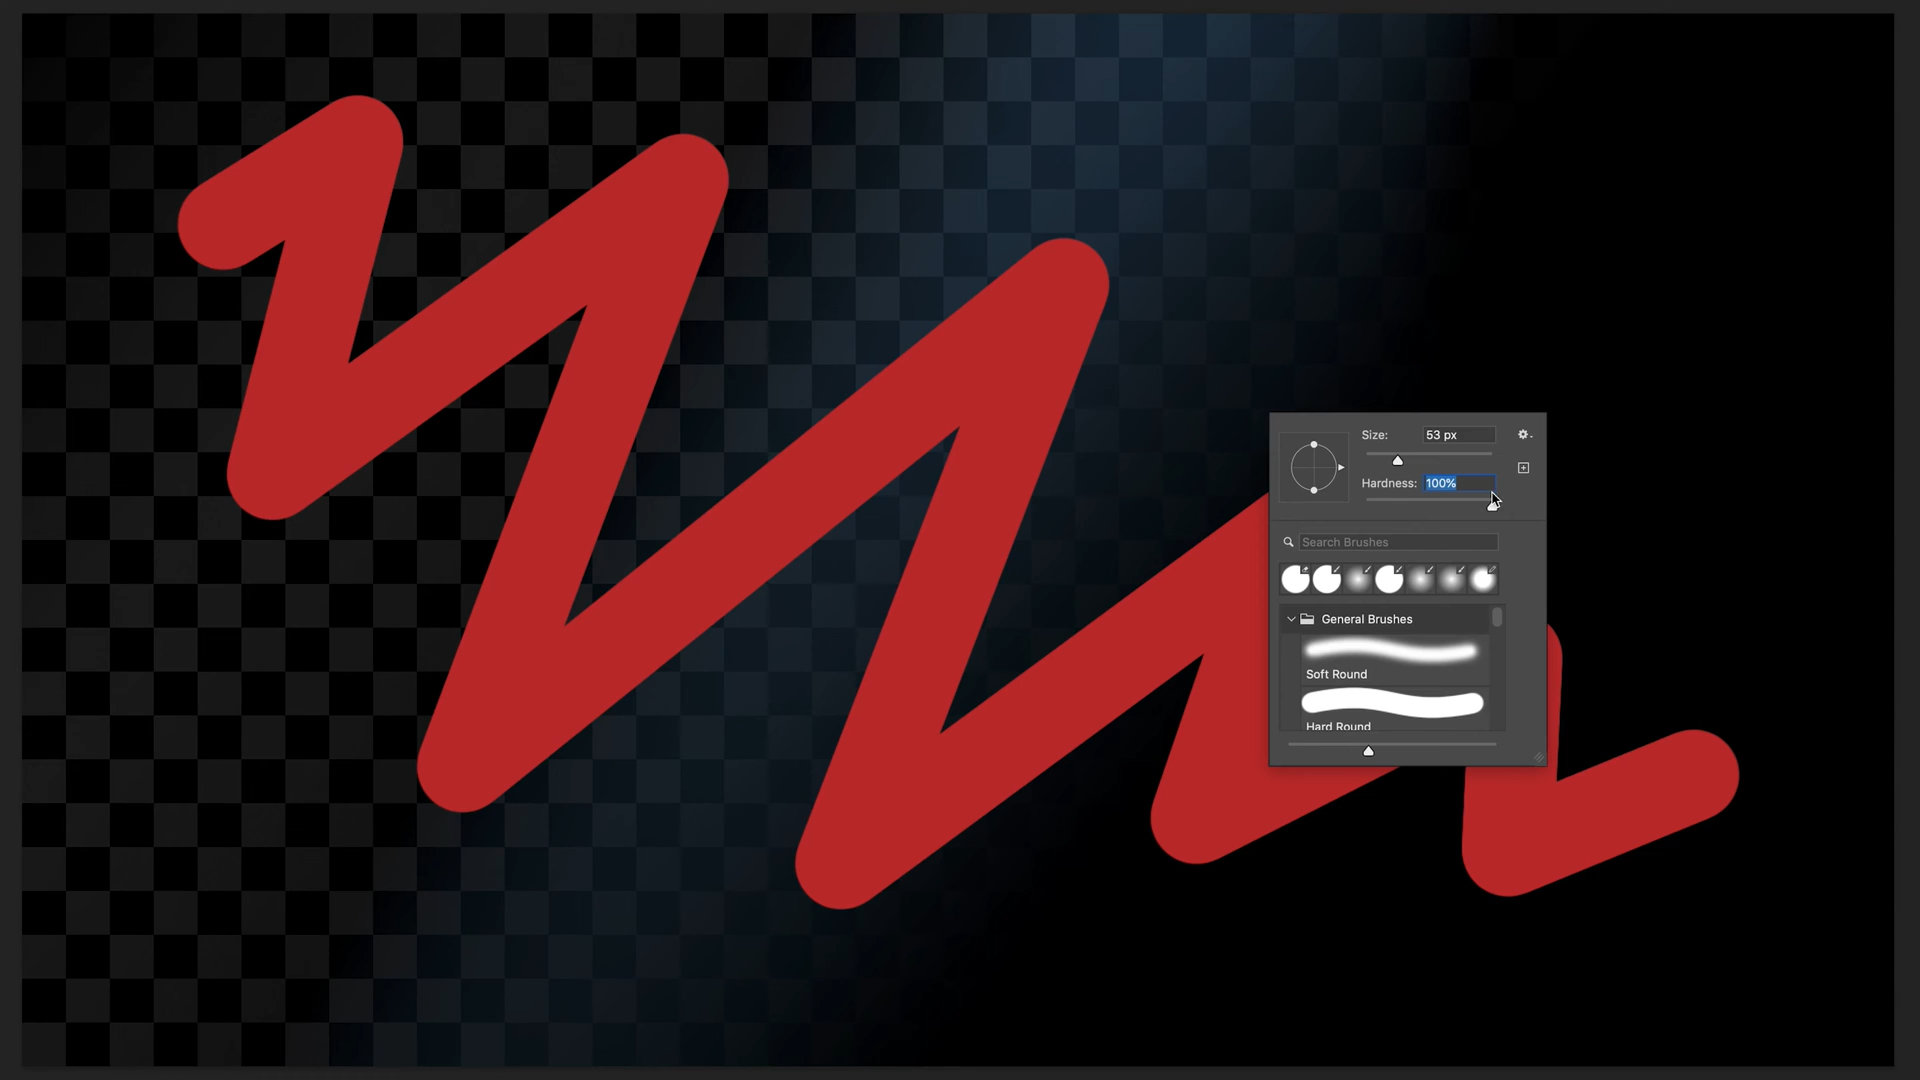 Size: 53 px
Hardness: 100%
Search Brushes
General Brushes
Soft Round
Hard Round